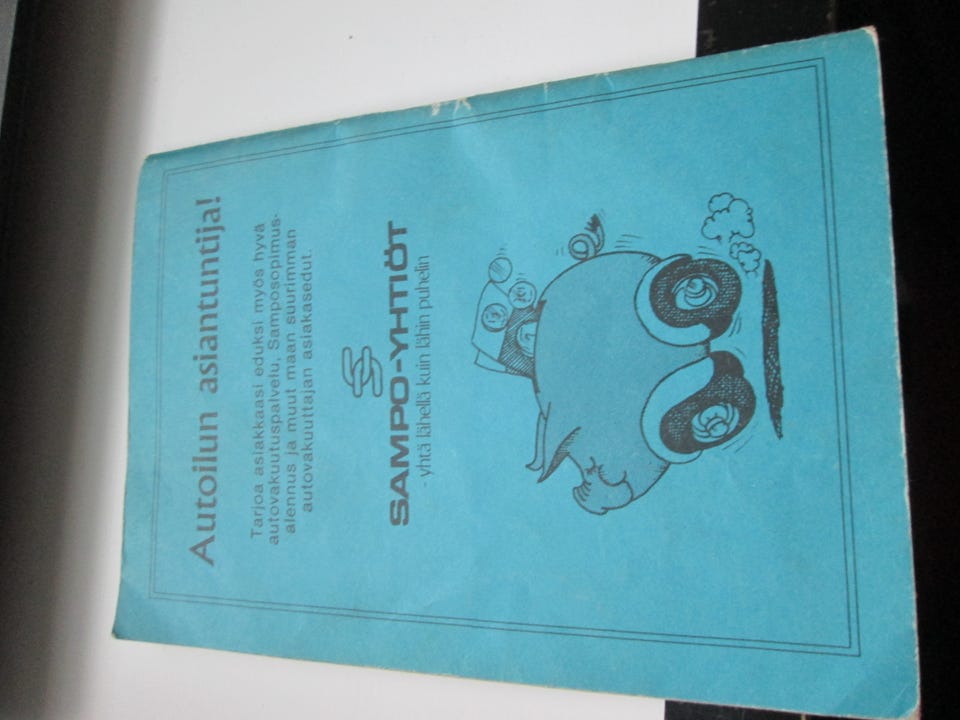 Autoilun asiantuntija!
Tarjoa asiakkaasi eduksi myös hyvä
autovakuutuspalvelu, Samposopimus-
alennus ja muut maan suurimman
autovakuuttajan asiakasedut.
SAMPO-YHTIÖT
- yhtä lähellä kuin lähin puhelin